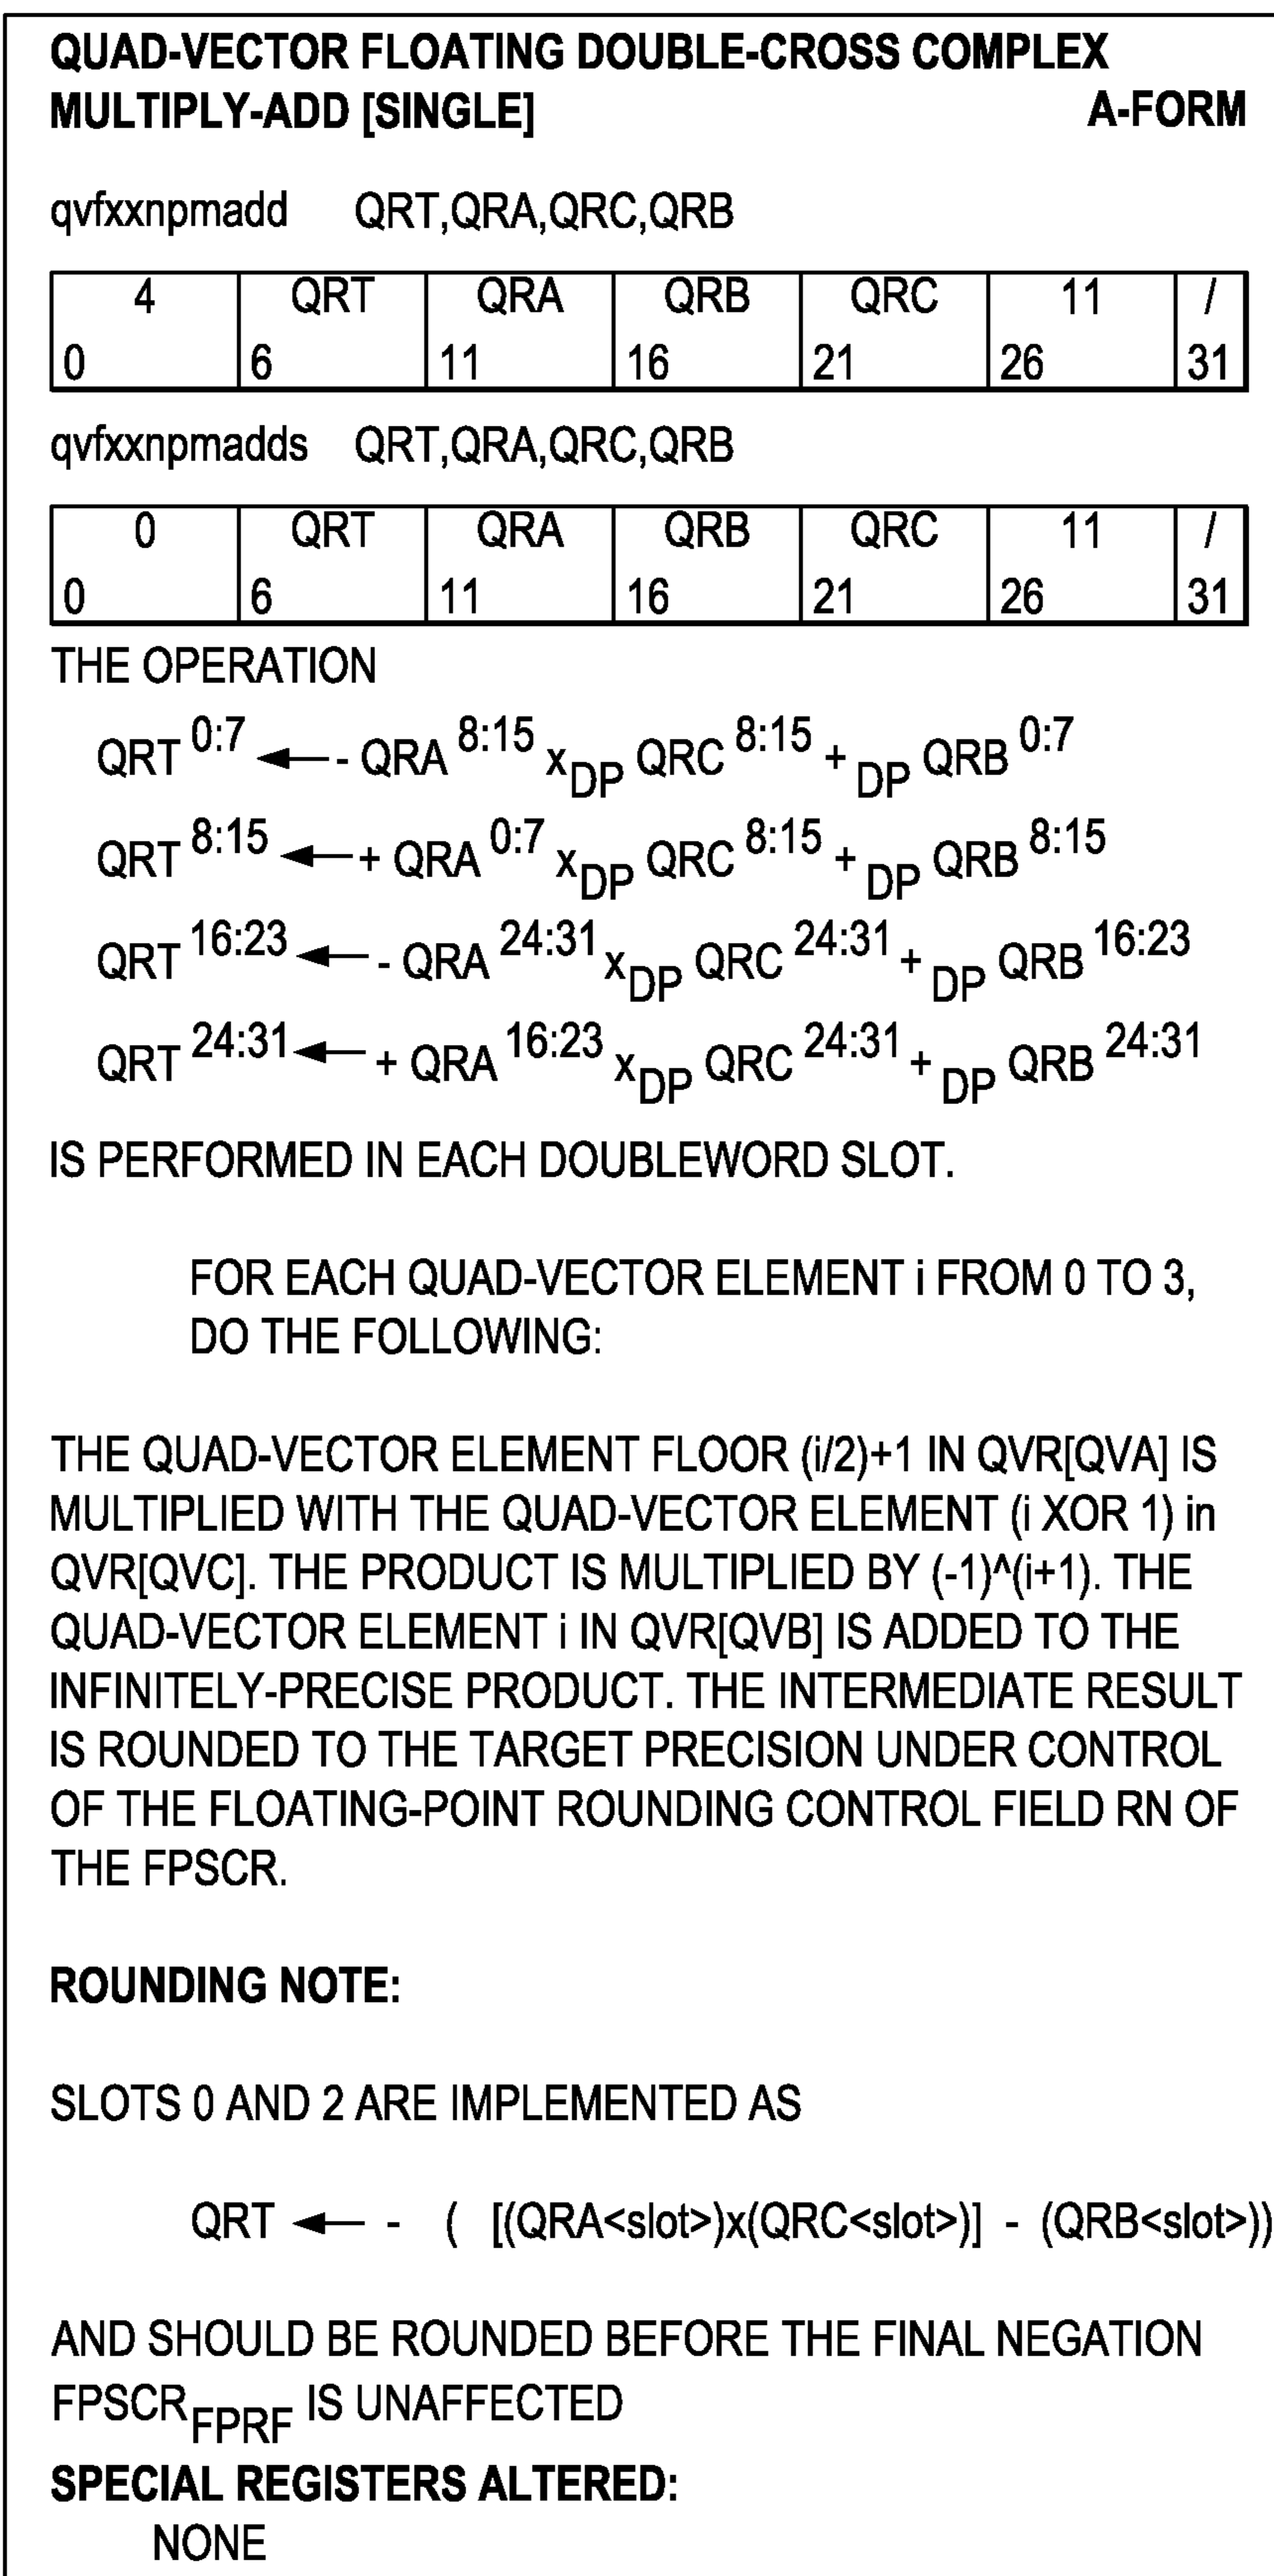 QUAD-VECTOR FLOATING DOUBLE-CROSS COMPLEX
MULTIPLY-ADD [SINGLE] A-FORM
qvfxxnpmadd QRT,QRA,QRC,QRB
4 QRT QRA QRB QRC 11 /
0 6 11 16 21 26 31
qvfxxnpmadds QRT,QRA,QRC,QRB
0 QRT QRA QRB QRC 11 /
0 6 11 16 21 26 31
THE OPERATION
QRT 0:7 ← - QRA 8:15 x DP QRC 8:15 + DP QRB 0:7
QRT 8:15 ← + QRA 0:7 x DP QRC 8:15 + DP QRB 8:15
QRT 16:23 ← - QRA 24:31 x DP QRC 24:31 + DP QRB 16:23
QRT 24:31 ← + QRA 16:23 x DP QRC 24:31 + DP QRB 24:31
IS PERFORMED IN EACH DOUBLEWORD SLOT.
FOR EACH QUAD-VECTOR ELEMENT i FROM 0 TO 3,
DO THE FOLLOWING:
THE QUAD-VECTOR ELEMENT FLOOR (i/2)+1 IN QVR[QVA] IS
MULTIPLIED WITH THE QUAD-VECTOR ELEMENT (i XOR 1) in
QVR[QVC]. THE PRODUCT IS MULTIPLIED BY (-1)^(i+1). THE
QUAD-VECTOR ELEMENT i IN QVR[QVB] IS ADDED TO THE
INFINITELY-PRECISE PRODUCT. THE INTERMEDIATE RESULT
IS ROUNDED TO THE TARGET PRECISION UNDER CONTROL
OF THE FLOATING-POINT ROUNDING CONTROL FIELD RN OF
THE FPSCR.
ROUNDING NOTE:
SLOTS 0 AND 2 ARE IMPLEMENTED AS
QRT ← - ( [(QRA<slot>)x(QRC<slot>)] - (QRB<slot>))
AND SHOULD BE ROUNDED BEFORE THE FINAL NEGATION
FPSCR FPRF IS UNAFFECTED
SPECIAL REGISTERS ALTERED:
NONE